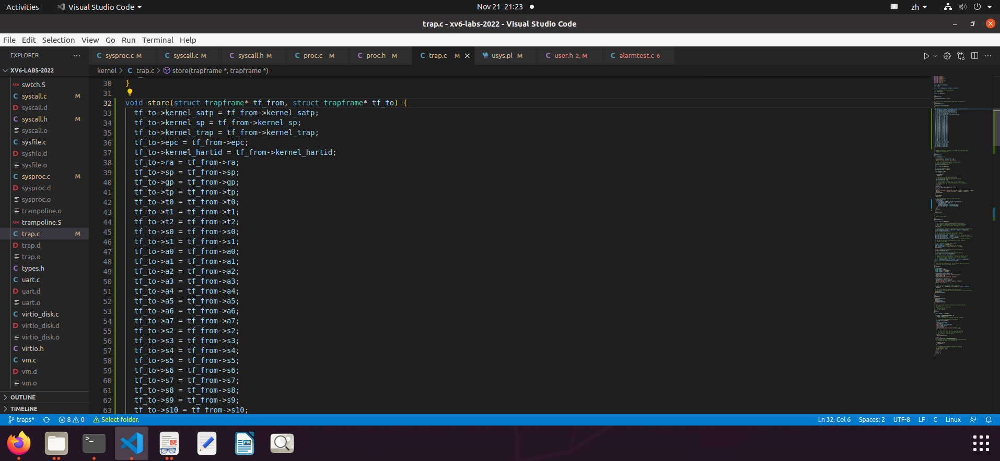 Activities
Visual Studio Code
Nov 21 21:23
zh
trap.c - xv6-labs-2022 - Visual Studio Code
File Edit Selection View Go Run Terminal Help
EXPLORER
sysproc.c M
syscall.c M
syscall.h M
proc.c M
proc.h M
trap.c M
usys.pl M
user.h 2, M
alarmtest.c 6
XV6-LABS-2022
kernel > C trap.c > store(trapframe *, trapframe *)
swtch.S
syscall.c M
syscall.d
syscall.h M
syscall.o
sysfile.c
sysfile.d
sysfile.o
sysproc.c M
sysproc.d
sysproc.o
trampoline.o
trampoline.S
trap.c M
trap.d
trap.o
types.h
uart.c
uart.d
uart.o
virtio_disk.c
virtio_disk.d
virtio_disk.o
virtio.h
vm.c
vm.d
vm.o
OUTLINE
TIMELINE
30 }
31
32 void store(struct trapframe* tf_from, struct trapframe* tf_to) {
33 tf_to->kernel_satp = tf_from->kernel_satp;
34 tf_to->kernel_sp = tf_from->kernel_sp;
35 tf_to->kernel_trap = tf_from->kernel_trap;
36 tf_to->epc = tf_from->epc;
37 tf_to->kernel_hartid = tf_from->kernel_hartid;
38 tf_to->ra = tf_from->ra;
39 tf_to->sp = tf_from->sp;
40 tf_to->gp = tf_from->gp;
41 tf_to->tp = tf_from->tp;
42 tf_to->t0 = tf_from->t0;
43 tf_to->t1 = tf_from->t1;
44 tf_to->t2 = tf_from->t2;
45 tf_to->s0 = tf_from->s0;
46 tf_to->s1 = tf_from->s1;
47 tf_to->a0 = tf_from->a0;
48 tf_to->a1 = tf_from->a1;
49 tf_to->a2 = tf_from->a2;
50 tf_to->a3 = tf_from->a3;
51 tf_to->a4 = tf_from->a4;
52 tf_to->a5 = tf_from->a5;
53 tf_to->a6 = tf_from->a6;
54 tf_to->a7 = tf_from->a7;
55 tf_to->s2 = tf_from->s2;
56 tf_to->s3 = tf_from->s3;
57 tf_to->s4 = tf_from->s4;
58 tf_to->s5 = tf_from->s5;
59 tf_to->s6 = tf_from->s6;
60 tf_to->s7 = tf_from->s7;
61 tf_to->s8 = tf_from->s8;
62 tf_to->s9 = tf_from->s9;
63 tf_to->s10 = tf_from->s10;
traps* 8 0 Select folder.
Ln 32, Col 6 Spaces: 2 UTF-8 LF C Linux